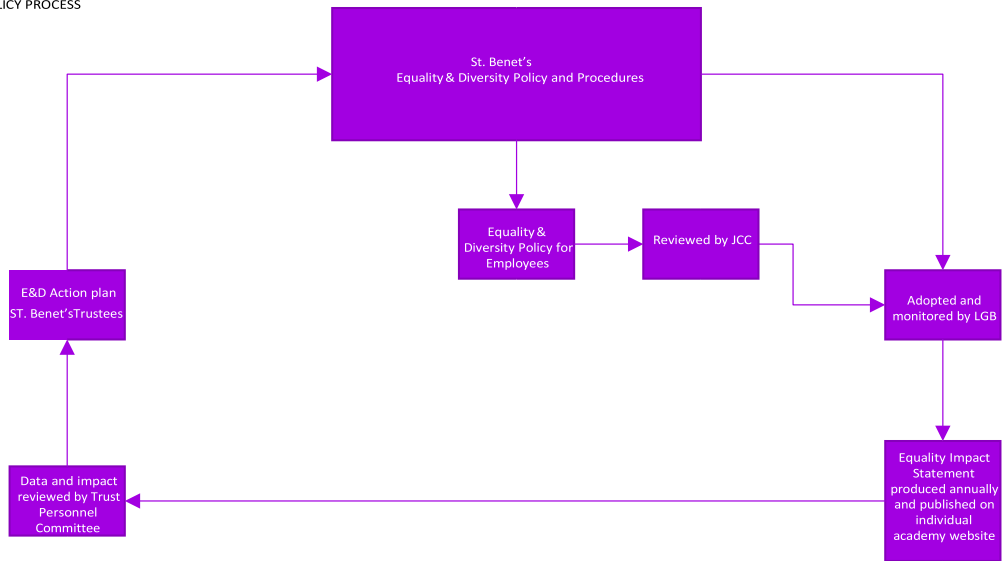 LICY PROCESS
St. Benet’s
Equality & Diversity Policy and Procedures
Equality &
Diversity Policy for
Employees
Reviewed by JCC
E&D Action plan
ST. Benet’sTrustees
Adopted and
monitored by LGB
Data and impact
reviewed by Trust
Personnel
Committee
Equality Impact
Statement
produced annually
and published on
individual
academy website